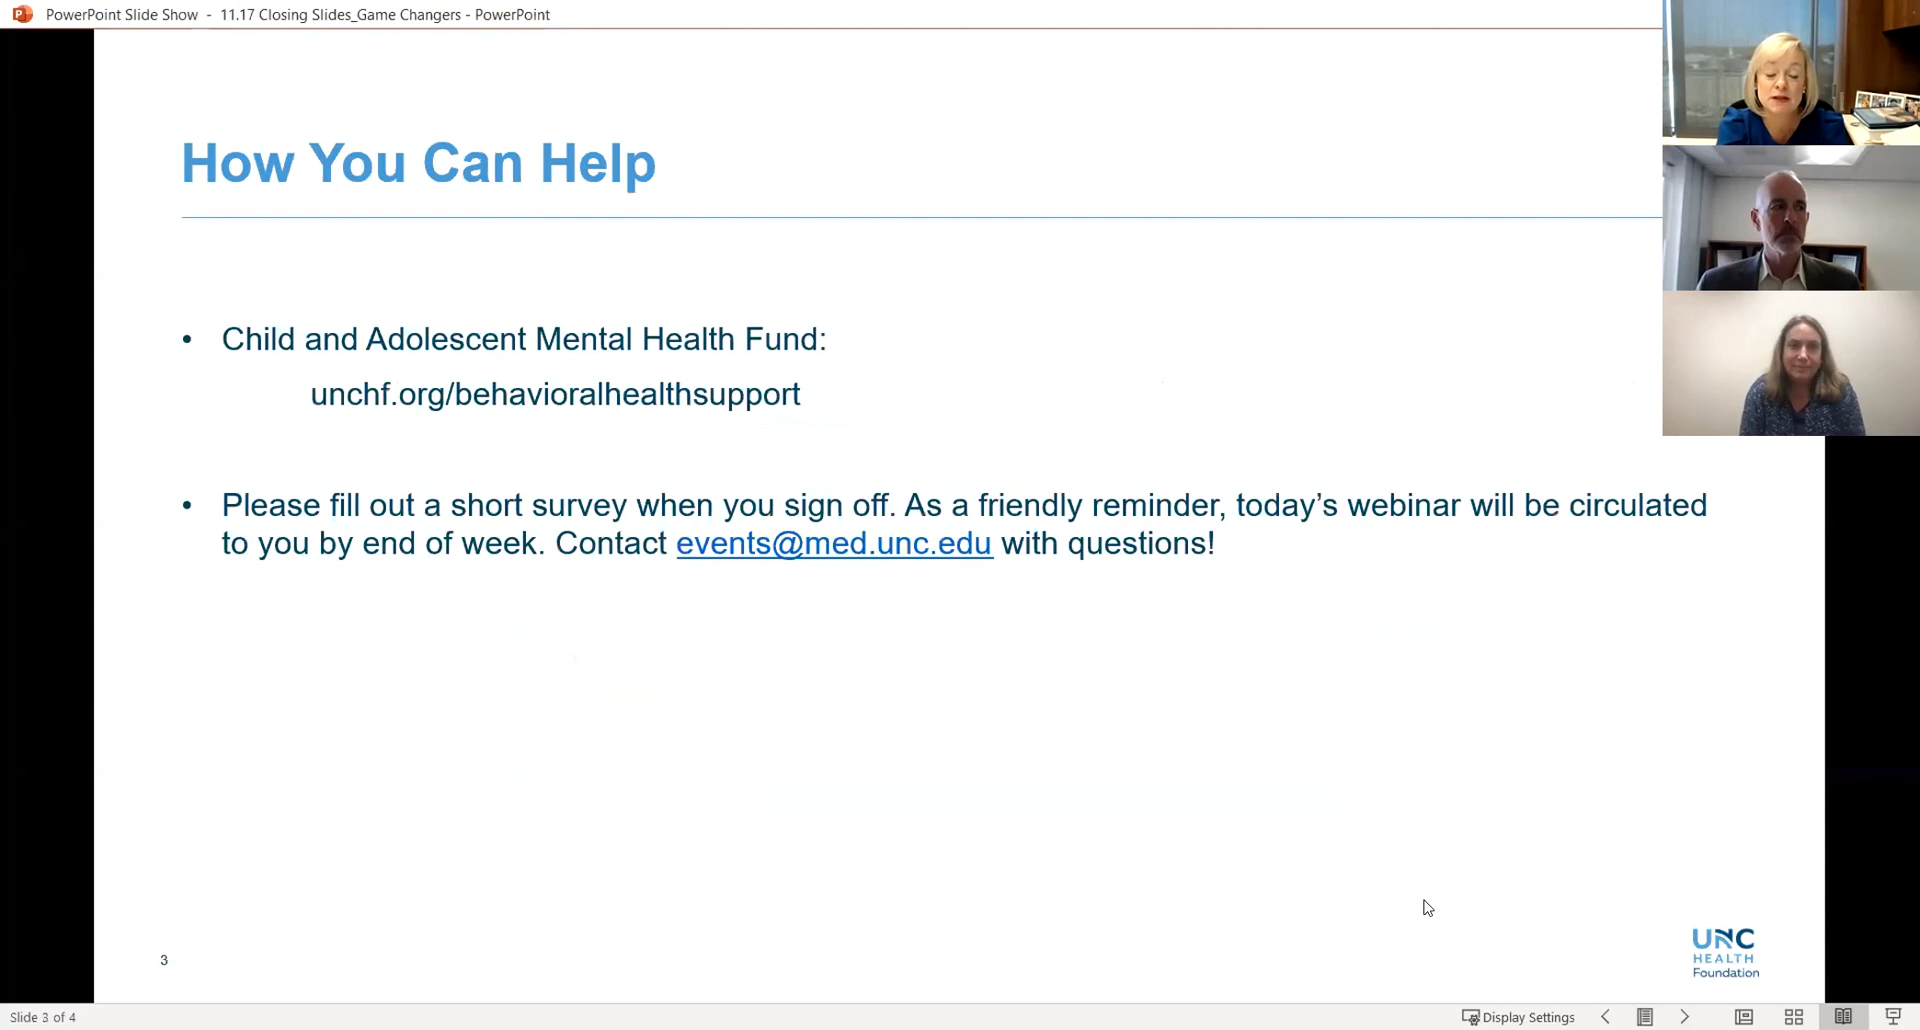 PowerPoint Slide Show - 11.17 Closing Slides_Game Changers - PowerPoint
How You Can Help
• Child and Adolescent Mental Health Fund:
unchf.org/behavioralhealthsupport
• Please fill out a short survey when you sign off. As a friendly reminder, today’s webinar will be circulated
to you by end of week. Contact events@med.unc.edu with questions!
3
UNC
HEALTH
Foundation
Slide 3 of 4
Display Settings